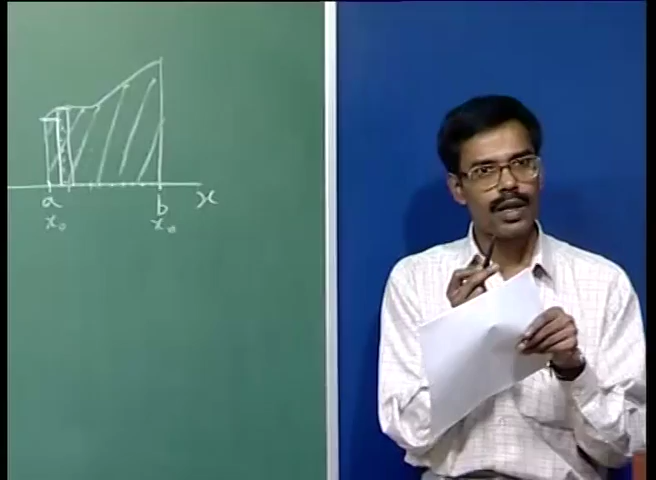 a b x
x₀ xₙ